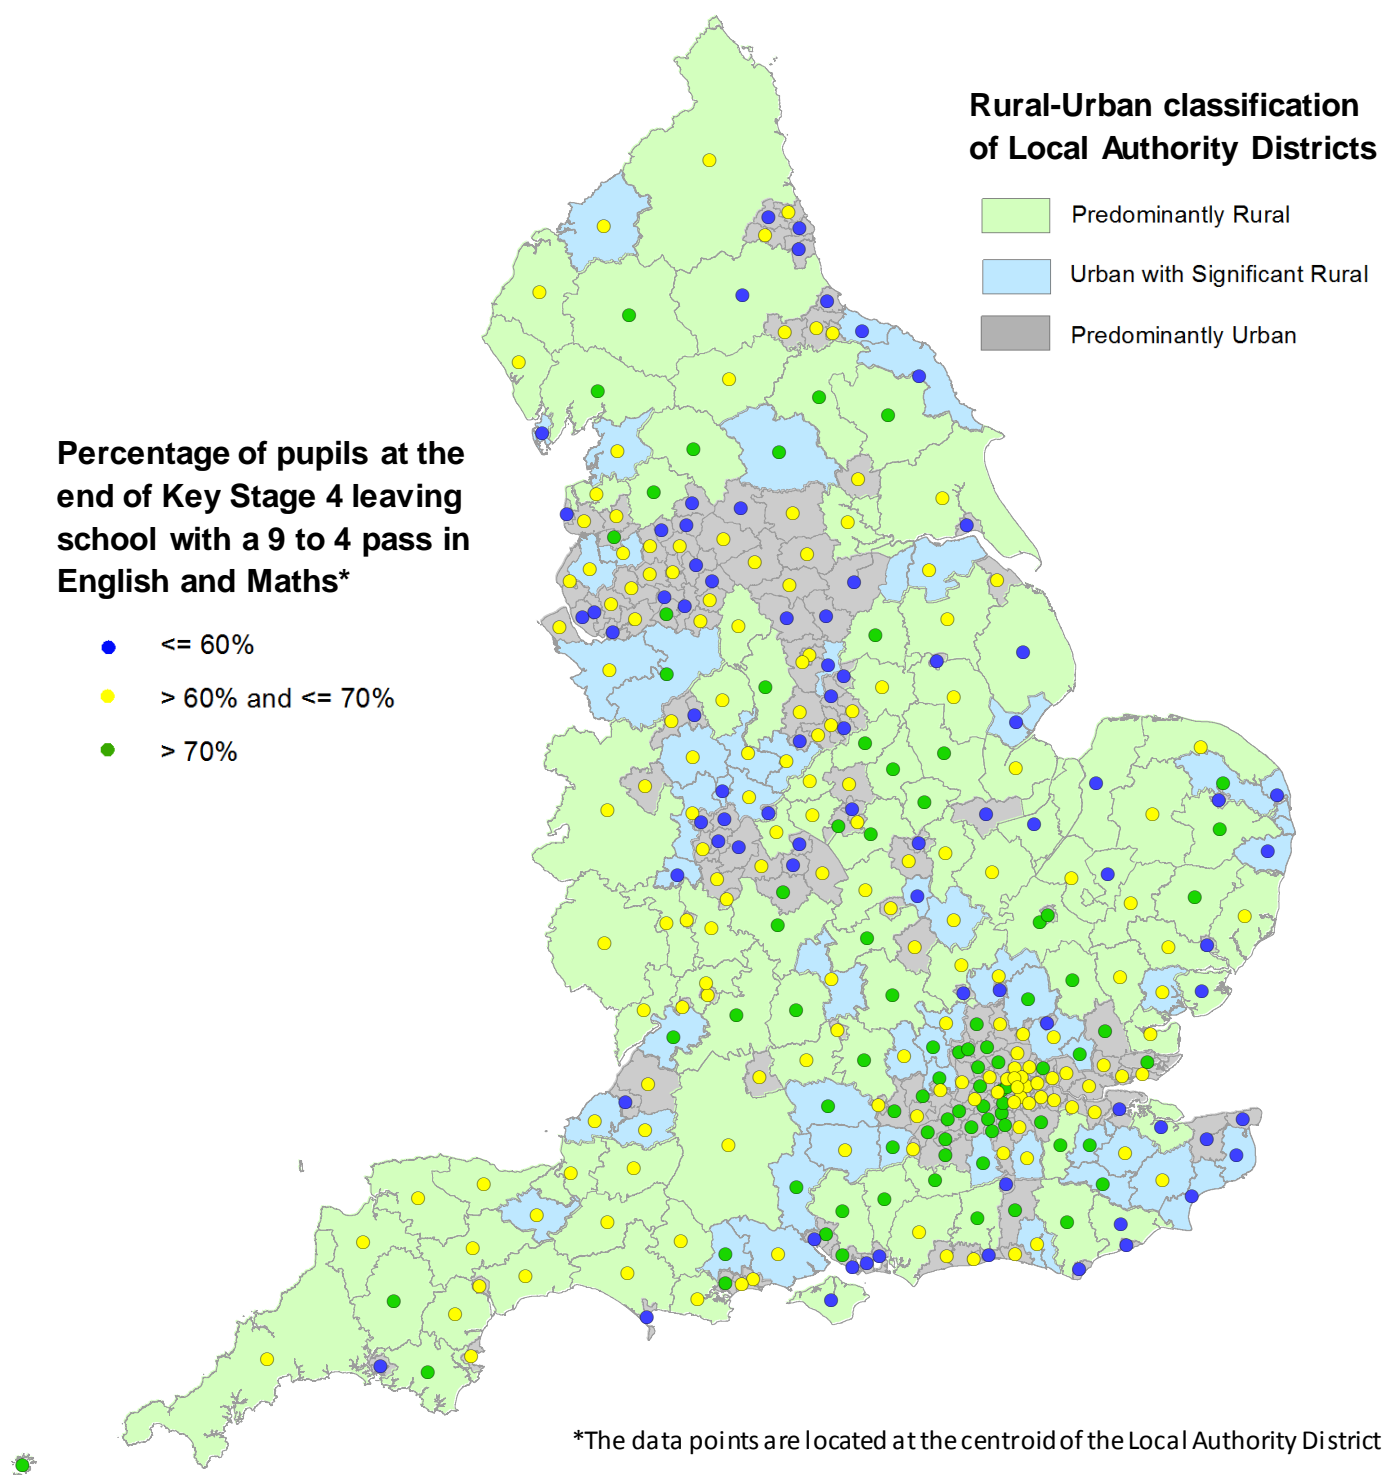 Rural-Urban classification
of Local Authority Districts
Predominantly Rural
Urban with Significant Rural
Predominantly Urban
Percentage of pupils at the
end of Key Stage 4 leaving
school with a 9 to 4 pass in
English and Maths*
<= 60%
> 60% and <= 70%
> 70%
*The data points are located at the centroid of the Local Authority District